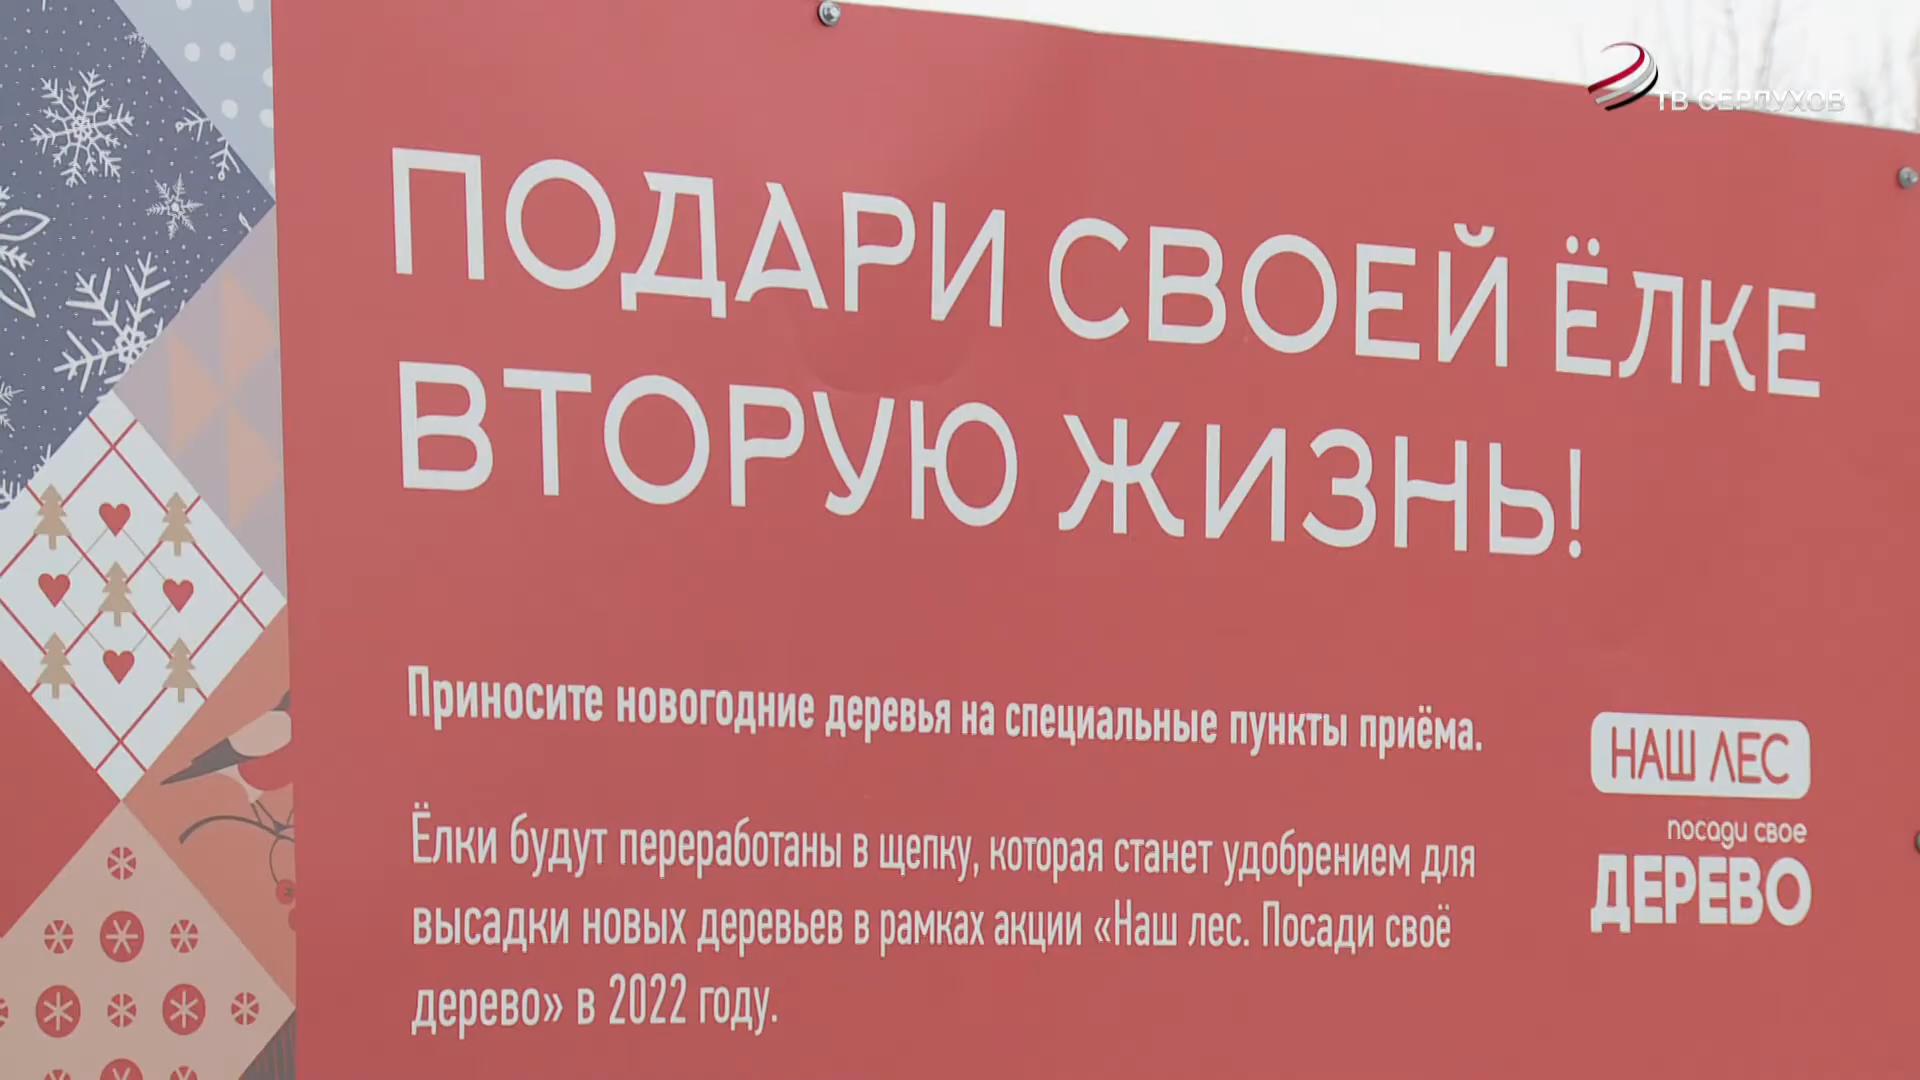 ТВ СЕРПУХОВ
ПОДАРИ СВОЕЙ ЁЛКЕ
ВТОРУЮ ЖИЗНЬ!
Приносите новогодние деревья на специальные пункты приёма.
Ёлки будут переработаны в щепку, которая станет удобрением для
высадки новых деревьев в рамках акции «Наш лес. Посади своё
дерево» в 2022 году.
НАШ ЛЕС
посади свое
ДЕРЕВО